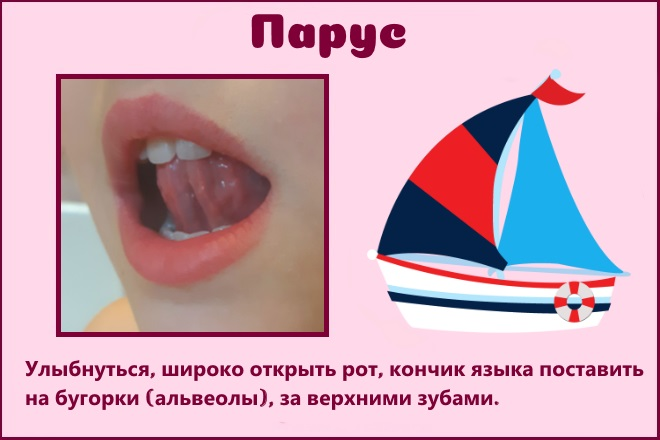 Парус
Улыбнуться, широко открыть рот, кончик языка поставить
на бугорки (альвеолы), за верхними зубами.